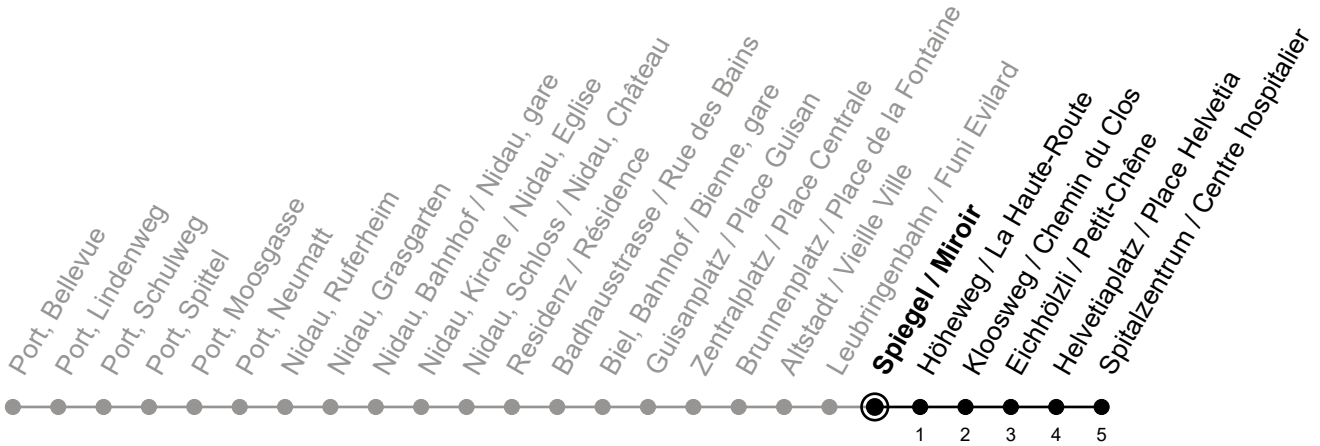 Port, Bellevue
Port, Lindenweg
Port, Schulweg
Port, Spittel
Port, Moosgasse
Port, Neumatt
Nidau, Ruferheim
Nidau, Grasgarten
Nidau, Bahnhof / Nidau, gare
Nidau, Kirche / Nidau, Eglise
Nidau, Schloss / Nidau, Château
Residenz / Résidence
Badhausstrasse / Rue des Bains
Biel, Bahnhof / Bienne, gare
Guisanplatz / Place Guisan
Zentralplatz / Place Centrale
Brunnenplatz / Place de la Fontaine
Altstadt / Vieille Ville
Leubringenbahn / Funi Evilard
Spiegel / Miroir
Höheweg / La Haute-Route
Kloosweg / Chemin du Clos
Eichhölzli / Petit-Chêne
Helvetiaplatz / Place Helvetia
Spitalzentrum / Centre hospitalier
1 2 3 4 5